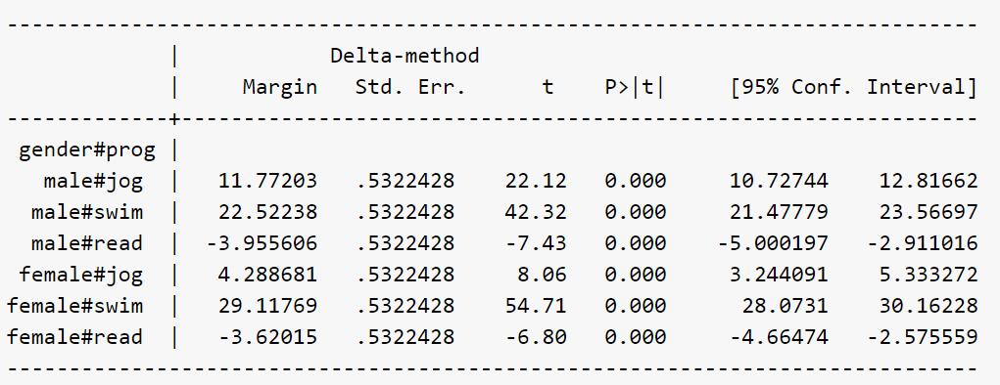 -------------------------------------------------------------------------------
             |            Delta-method
             |     Margin   Std. Err.      t    P>|t|     [95% Conf. Interval]
-------------+-----------------------------------------------------------------
 gender#prog |
   male#jog  |   11.77203   .5322428    22.12   0.000     10.72744    12.81662
   male#swim |   22.52238   .5322428    42.32   0.000     21.47779    23.56697
   male#read |  -3.955606   .5322428    -7.43   0.000    -5.000197   -2.911016
 female#jog  |   4.288681   .5322428     8.06   0.000     3.244091    5.333272
female#swim  |   29.11769   .5322428    54.71   0.000      28.0731    30.16228
female#read  |   -3.62015   .5322428    -6.80   0.000     -4.66474   -2.575559
-------------------------------------------------------------------------------